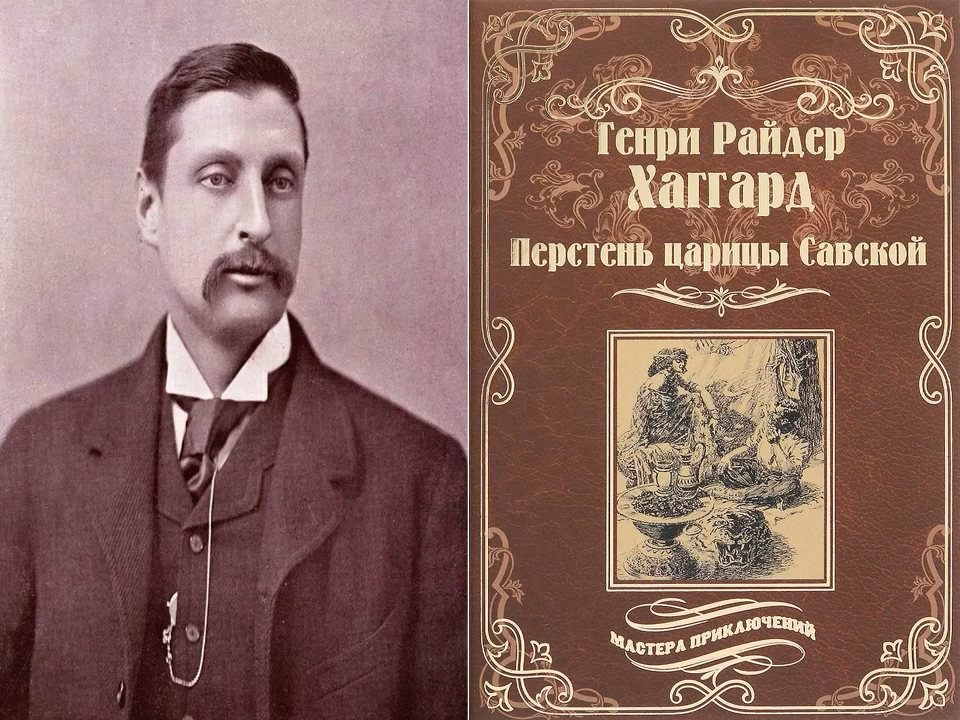 Генри Райдер
Хаггард
Перстень царицы Савской
МАСТЕРА ПРИКЛЮЧЕНИЙ